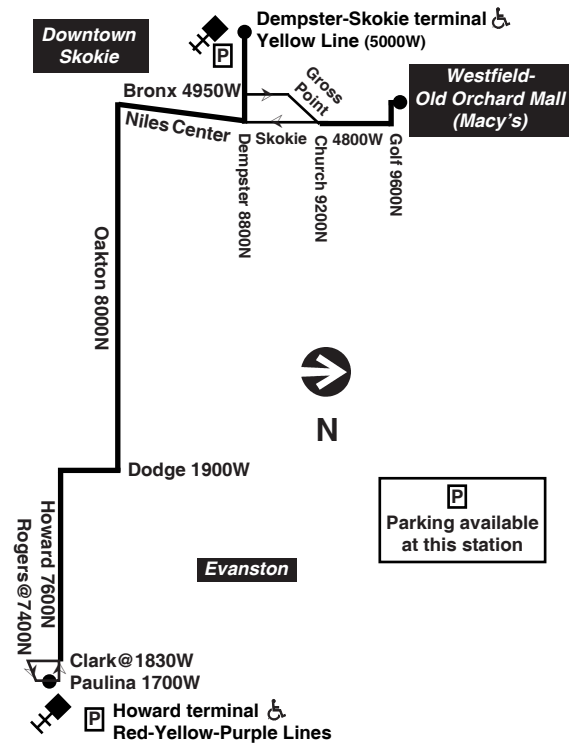 Dempster-Skokie terminal
Yellow Line (5000W)
P
Downtown
Skokie
Westfield-
Old Orchard Mall
(Macy's)
Bronx 4950W
Gross
Point
Niles Center
Skokie
4800W
Dempster 8800N
Church 9200N
Golf 9600N
Oakton 8000N
N
Dodge 1900W
P
Parking available
at this station
Howard 7600N
Rogers@7400N
Evanston
Clark@1830W
Paulina 1700W
P
Howard terminal
Red-Yellow-Purple Lines